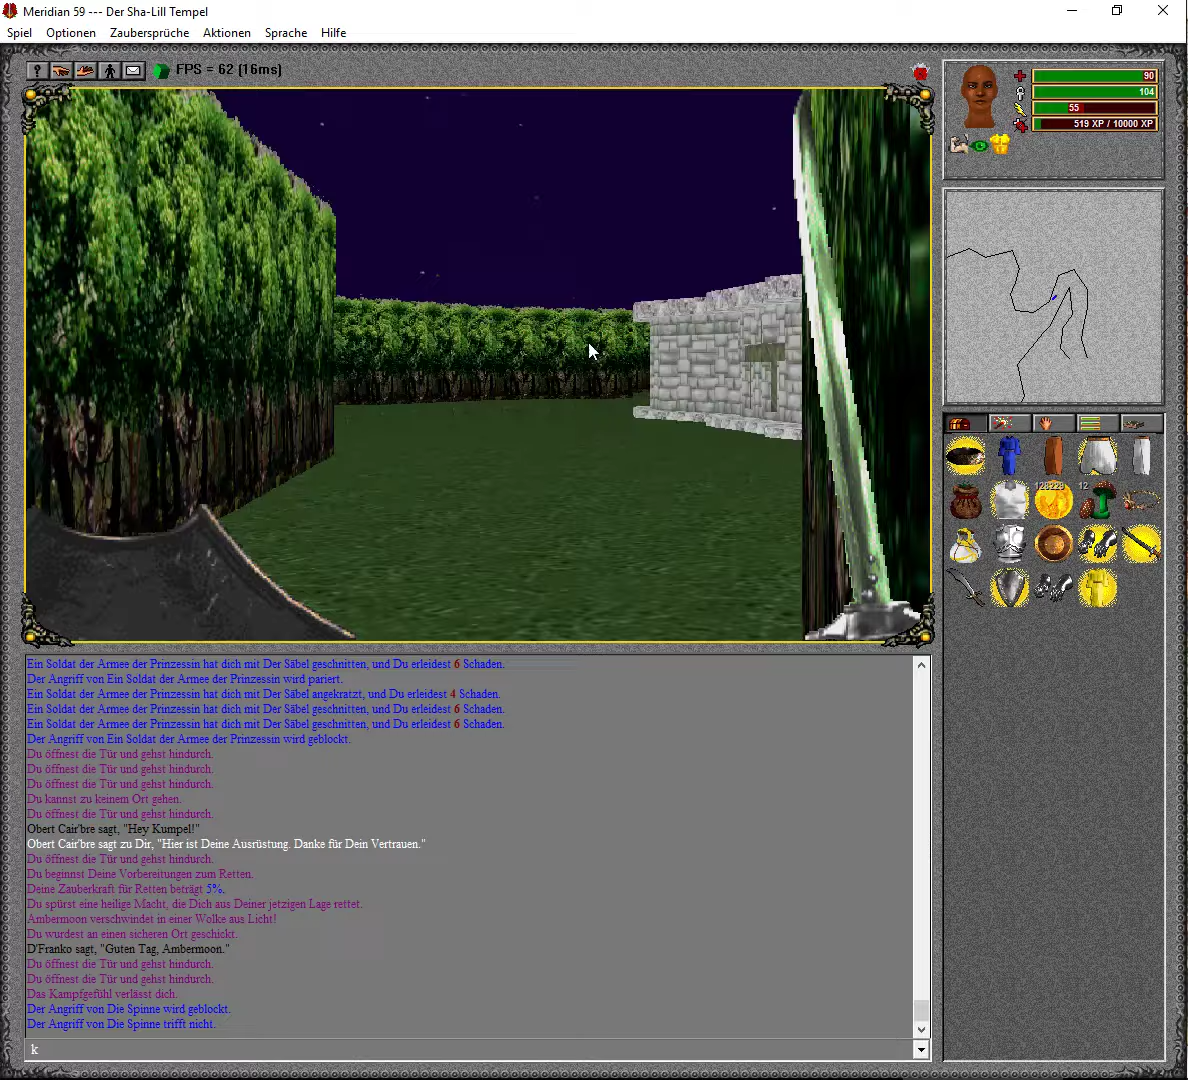 Meridian 59 --- Der Sha-Lill Tempel
Spiel Optionen Zaubersprüche Aktionen Sprache Hilfe
FPS = 62 (16ms)
90
104
55
519 XP / 10000 XP
128229 12
Ein Soldat der Armee der Prinzessin hat dich mit Der Säbel geschnitten, und Du erleidest 6 Schaden.
Der Angriff von Ein Soldat der Armee der Prinzessin wird pariert.
Ein Soldat der Armee der Prinzessin hat dich mit Der Säbel angekratzt, und Du erleidest 4 Schaden.
Ein Soldat der Armee der Prinzessin hat dich mit Der Säbel geschnitten, und Du erleidest 6 Schaden.
Ein Soldat der Armee der Prinzessin hat dich mit Der Säbel geschnitten, und Du erleidest 6 Schaden.
Der Angriff von Ein Soldat der Armee der Prinzessin wird geblockt.
Du öffnest die Tür und gehst hindurch.
Du öffnest die Tür und gehst hindurch.
Du öffnest die Tür und gehst hindurch.
Du kannst zu keinem Ort gehen.
Du öffnest die Tür und gehst hindurch.
Obert Cair'bre sagt, "Hey Kumpel!"
Obert Cair'bre sagt zu Dir, "Hier ist Deine Ausrüstung. Danke für Dein Vertrauen."
Du öffnest die Tür und gehst hindurch.
Du beginnst Deine Vorbereitungen zum Retten.
Deine Zauberkraft für Retten beträgt 5%.
Du spürst eine heilige Macht, die Dich aus Deiner jetzigen Lage rettet.
Ambermoon verschwindet in einer Wolke aus Licht!
Du wurdest an einen sicheren Ort geschickt.
D'Franko sagt, "Guten Tag, Ambermoon."
Du öffnest die Tür und gehst hindurch.
Du öffnest die Tür und gehst hindurch.
Das Kampfgefühl verlässt dich.
Der Angriff von Die Spinne wird geblockt.
Der Angriff von Die Spinne trifft nicht.
k